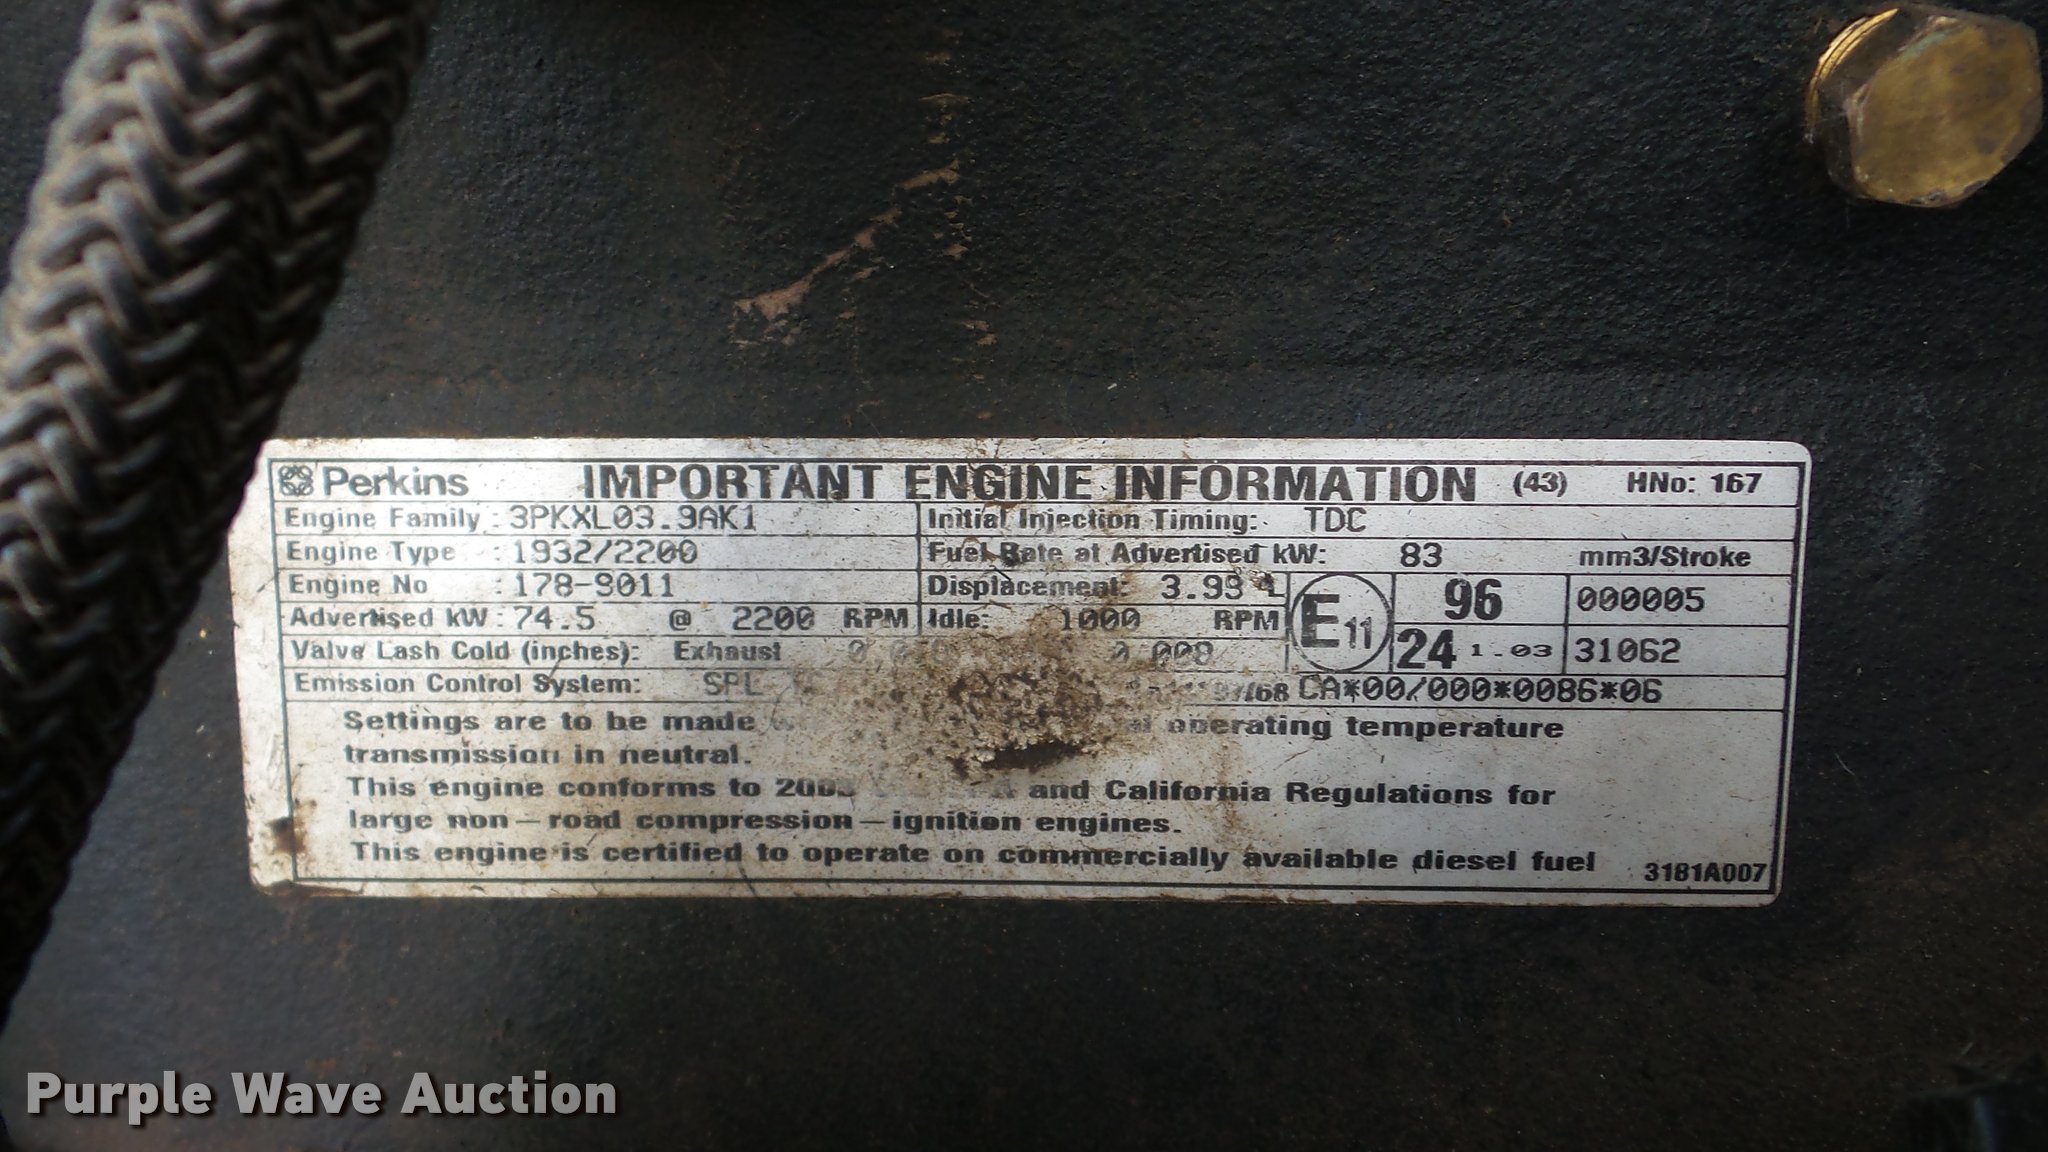 Perkins IMPORTANT ENGINE INFORMATION (43) HNo: 167
Engine Family : 3PKXL03.9AK1 Initial Injection Timing: TDC
Engine Type : 1932/2200 Fuel Rate at Advertised kW: 83 mm3/Stroke
Engine No : 178-9011 Displacement: 3.99 L
E11 96 000005
Advertised kW : 74.5 @ 2200 RPM Idle: 1000 RPM
Valve Lash Cold (inches): Exhaust 0.008
24 1.03 31062
Emission Control System: SPL 97/68 CA*00/000*0086*06
Settings are to be made operating temperature
transmission in neutral.
This engine conforms to and California Regulations for
large non-road compression-ignition engines.
This engine is certified to operate on commercially available diesel fuel
3181A007
Purple Wave Auction